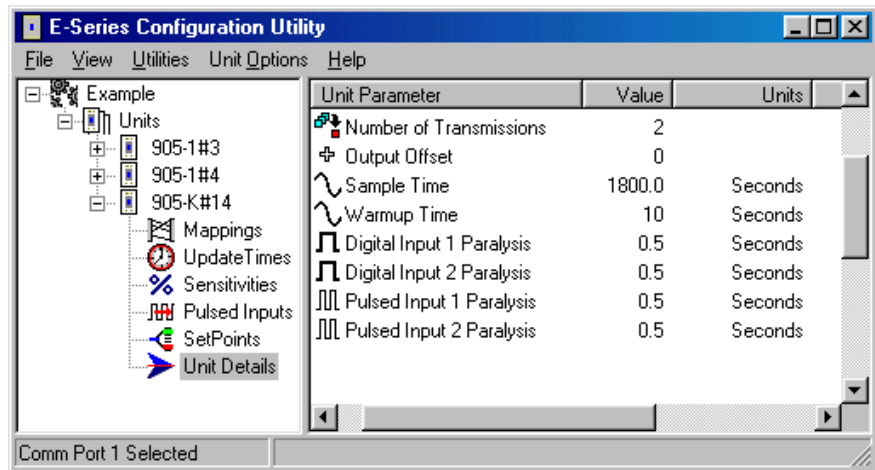 E-Series Configuration Utility
File View Utilities Unit Options Help
Example
Units
905-1#3
905-1#4
905-K#14
Mappings
UpdateTimes
Sensitivities
Pulsed Inputs
SetPoints
Unit Details
Unit Parameter Value Units
Number of Transmissions 2
Output Offset 0
Sample Time 1800.0 Seconds
Warmup Time 10 Seconds
Digital Input 1 Paralysis 0.5 Seconds
Digital Input 2 Paralysis 0.5 Seconds
Pulsed Input 1 Paralysis 0.5 Seconds
Pulsed Input 2 Paralysis 0.5 Seconds
Comm Port 1 Selected